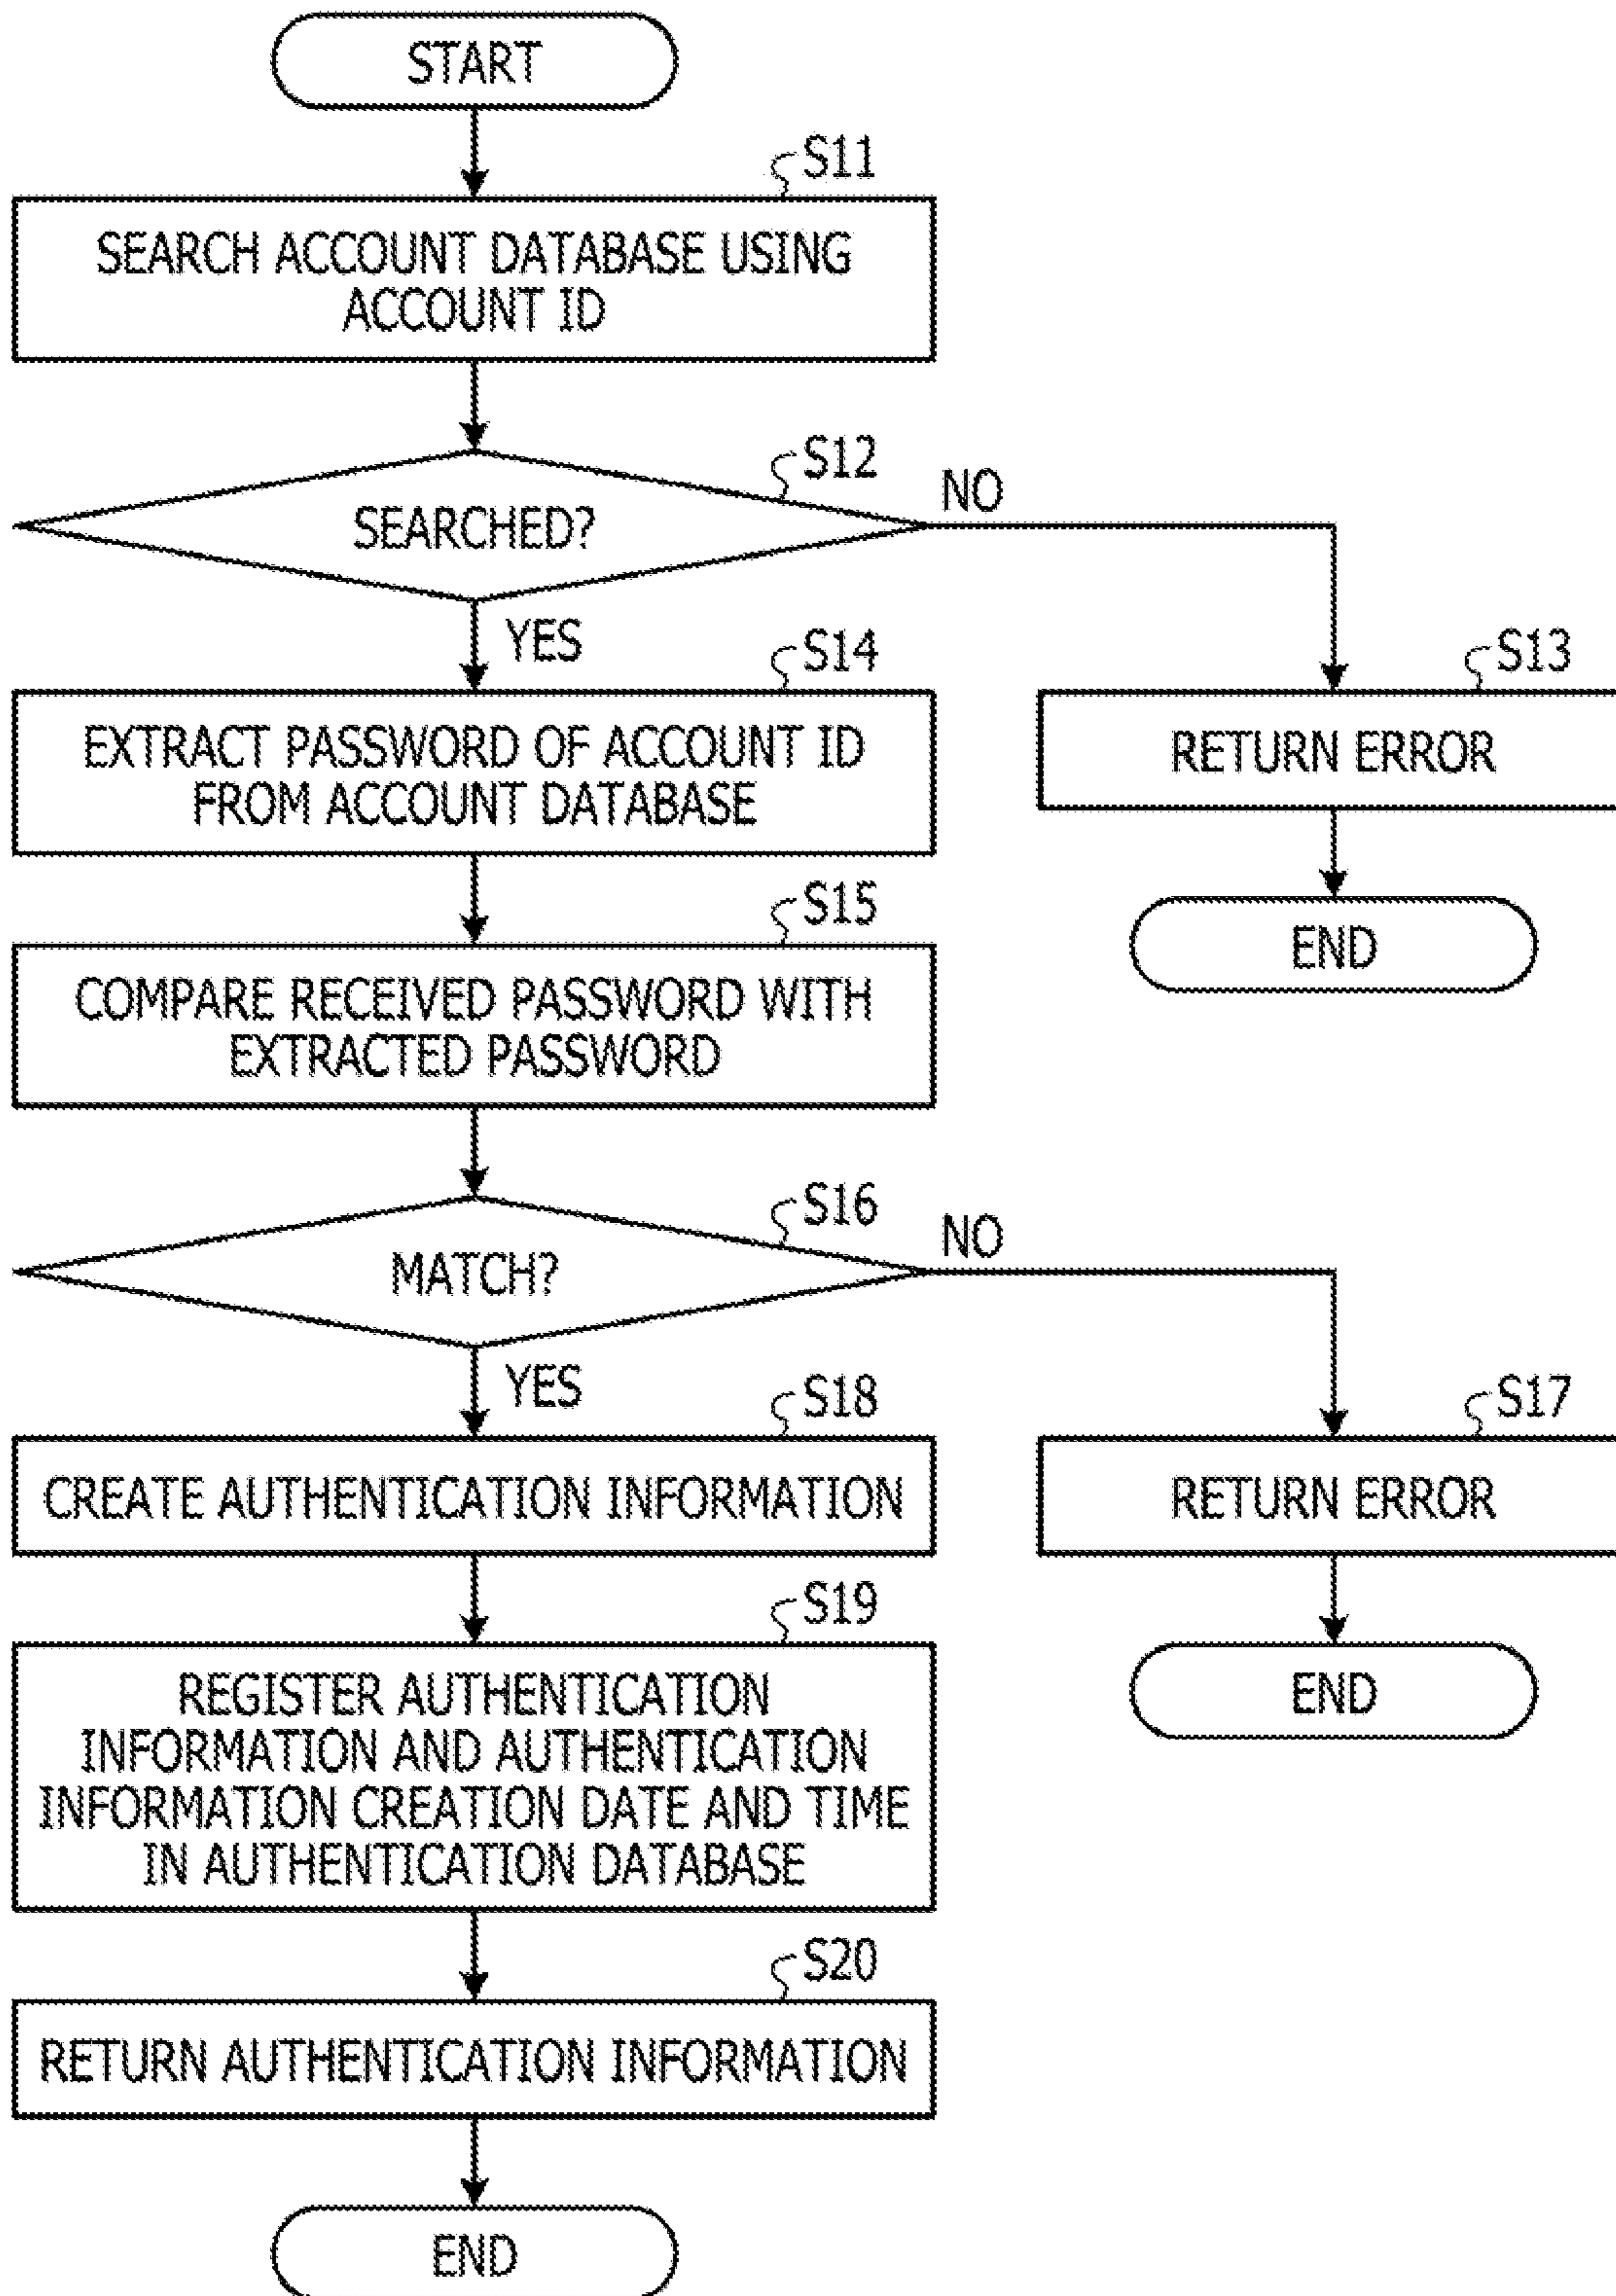 START
S11
SEARCH ACCOUNT DATABASE USING
ACCOUNT ID
S12
SEARCHED?
NO
YES
S14
S13
EXTRACT PASSWORD OF ACCOUNT ID
FROM ACCOUNT DATABASE
RETURN ERROR
S15
END
COMPARE RECEIVED PASSWORD WITH
EXTRACTED PASSWORD
S16
MATCH?
NO
YES
S18
S17
CREATE AUTHENTICATION INFORMATION
RETURN ERROR
S19
END
REGISTER AUTHENTICATION
INFORMATION AND AUTHENTICATION
INFORMATION CREATION DATE AND TIME
IN AUTHENTICATION DATABASE
S20
RETURN AUTHENTICATION INFORMATION
END